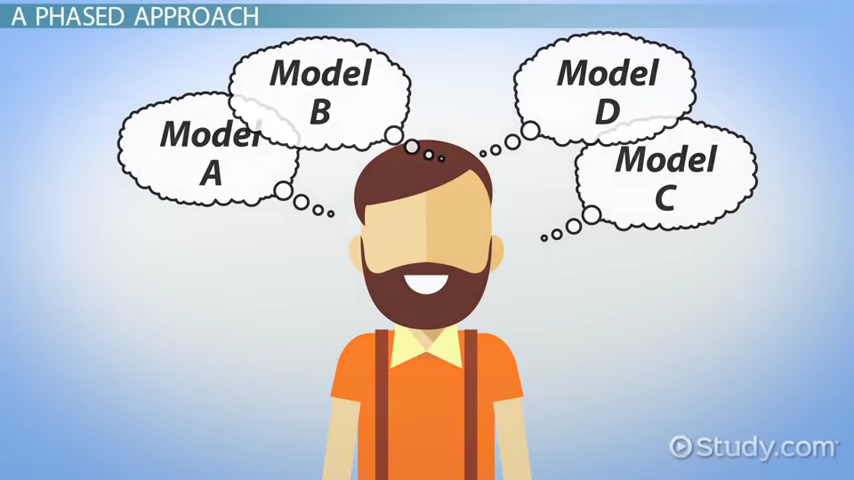 A PHASED APPROACH
Model
B
Model
D
Model
A
Model
C
Study.com